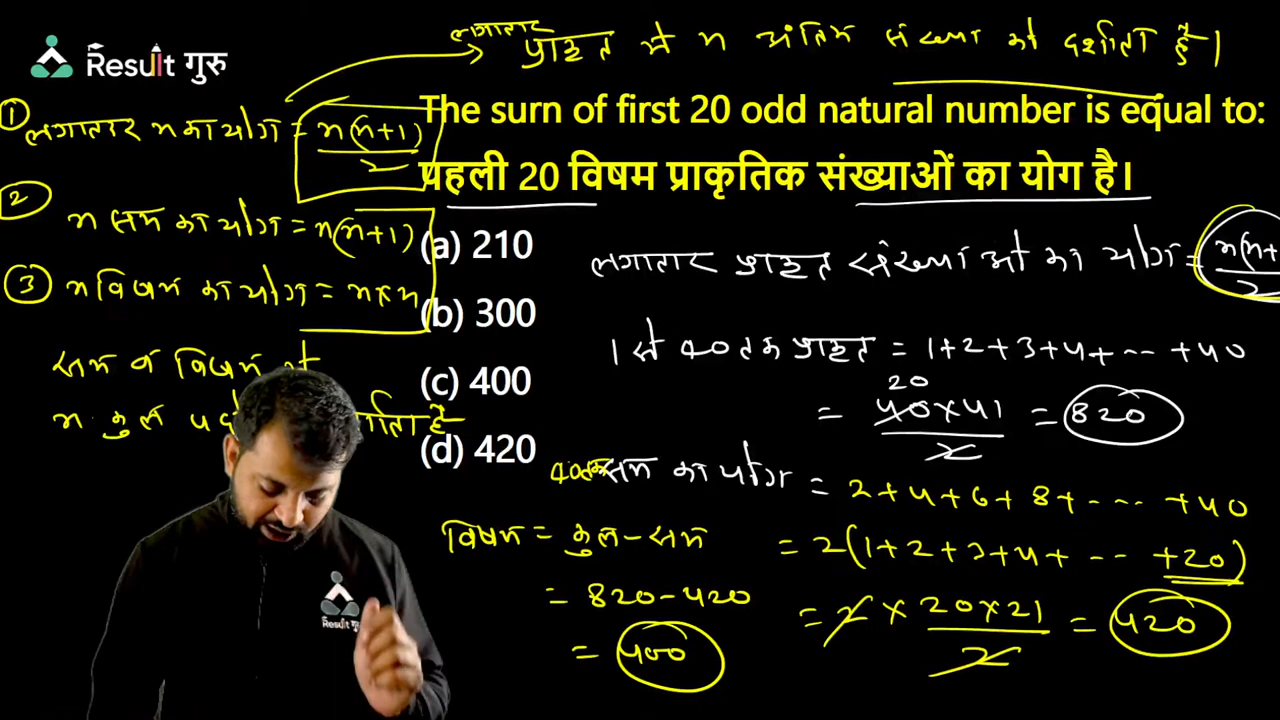 Result गुरु
लगातार
प्राकृत में n अंतिम संख्या को दर्शाता है।
The surn of first 20 odd natural number is equal to:
पहली 20 विषम प्राकृतिक संख्याओं का योग है।
(a) 210
(b) 300
(c) 400
(d) 420
① लगातार n का योग = n(n+1)/2
② n सम का योग = n(n+1)
③ n विषम का योग = n×n
सम व विषम में
n कुल
है
लगातार प्राकृत संख्याओं का योग = n(n+
2
1 से 40 तक प्राकृत = 1+2+3+4+ ---- +40
= 40×41/2 = 820
20
40 तक सम का योग = 2+4+6+8+ ---- +40
= 2(1+2+3+4+ ---- +20)
= 2 × 20×21/2 = 420
विषम = कुल - सम
= 820-420
= 400
Result गु